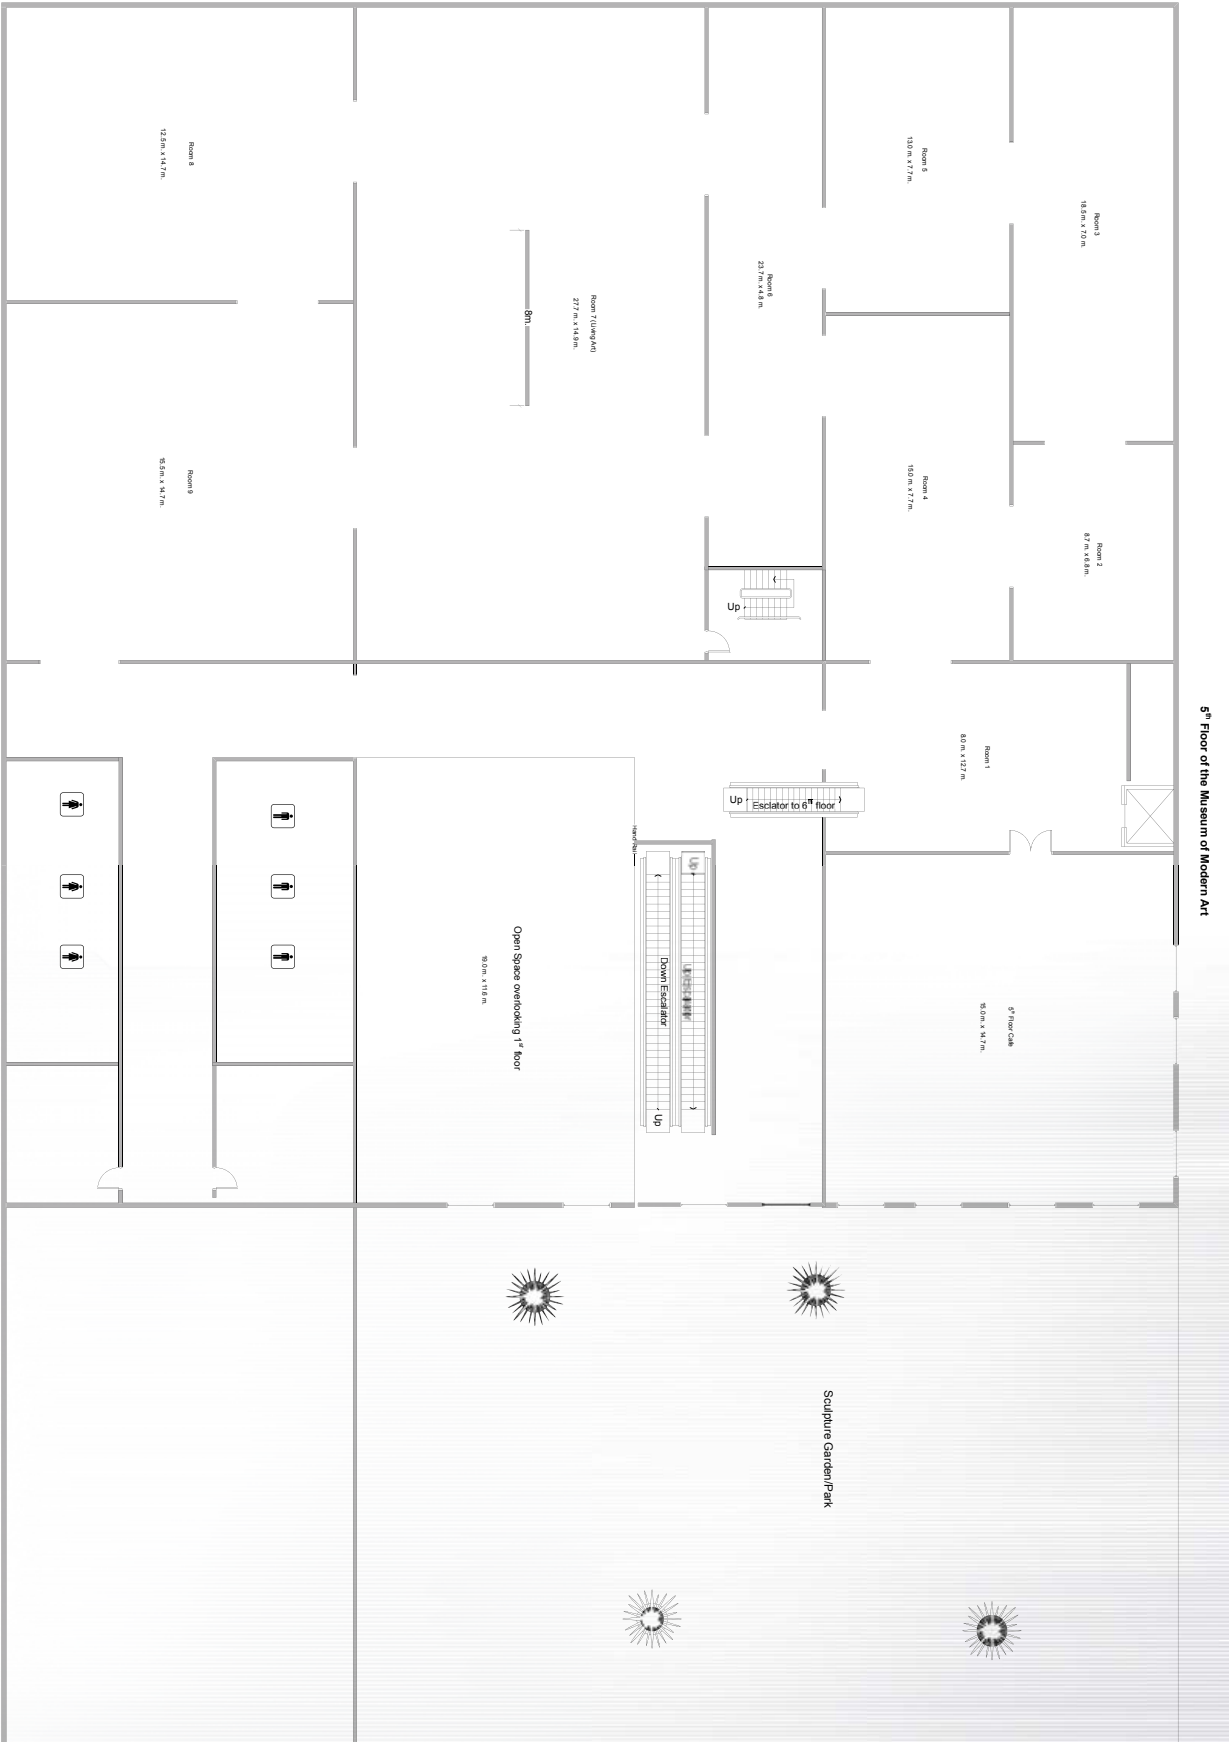 5th Floor of the Museum of Modern Art
Room 3
18.5 m. x 7.0 m.
Room 2
8.7 m. x 6.8 m.
Room 1
8.0 m. x 12.7 m.
5th Floor Cafe
15.0 m. x 14.7 m.
Room 5
13.0 m. x 7.7 m.
Room 4
15.0 m. x 7.7 m.
Room 6
23.7 m. x 4.8 m.
Up
Up
Esclator to 6th floor
Sculpture Garden/Park
Up
Down Escalator
Up
Hand Rail
Room 7 (Living Art)
27.7 m. x 14.9 m.
8m.
Open Space overlooking 1st floor
19.0 m. x 11.6 m.
Room 8
12.5 m. x 14.7 m.
Room 9
15.5 m. x 14.7 m.